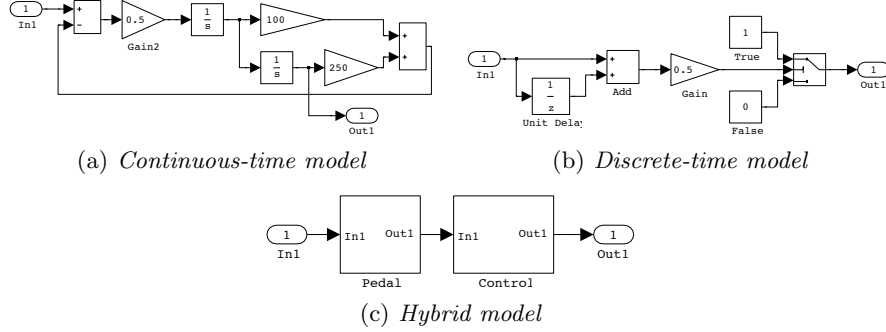 1
In1
+
−
0.5
Gain2
1
s
100
1
s
250
+
+
1
Out1
(a) Continuous-time model
1
In1
1
z
Unit Delay
+
+
Add
0.5
Gain
1
True
0
False
1
Out1
(b) Discrete-time model
1
In1
In1 Out1
Pedal
In1 Out1
Control
1
Out1
(c) Hybrid model